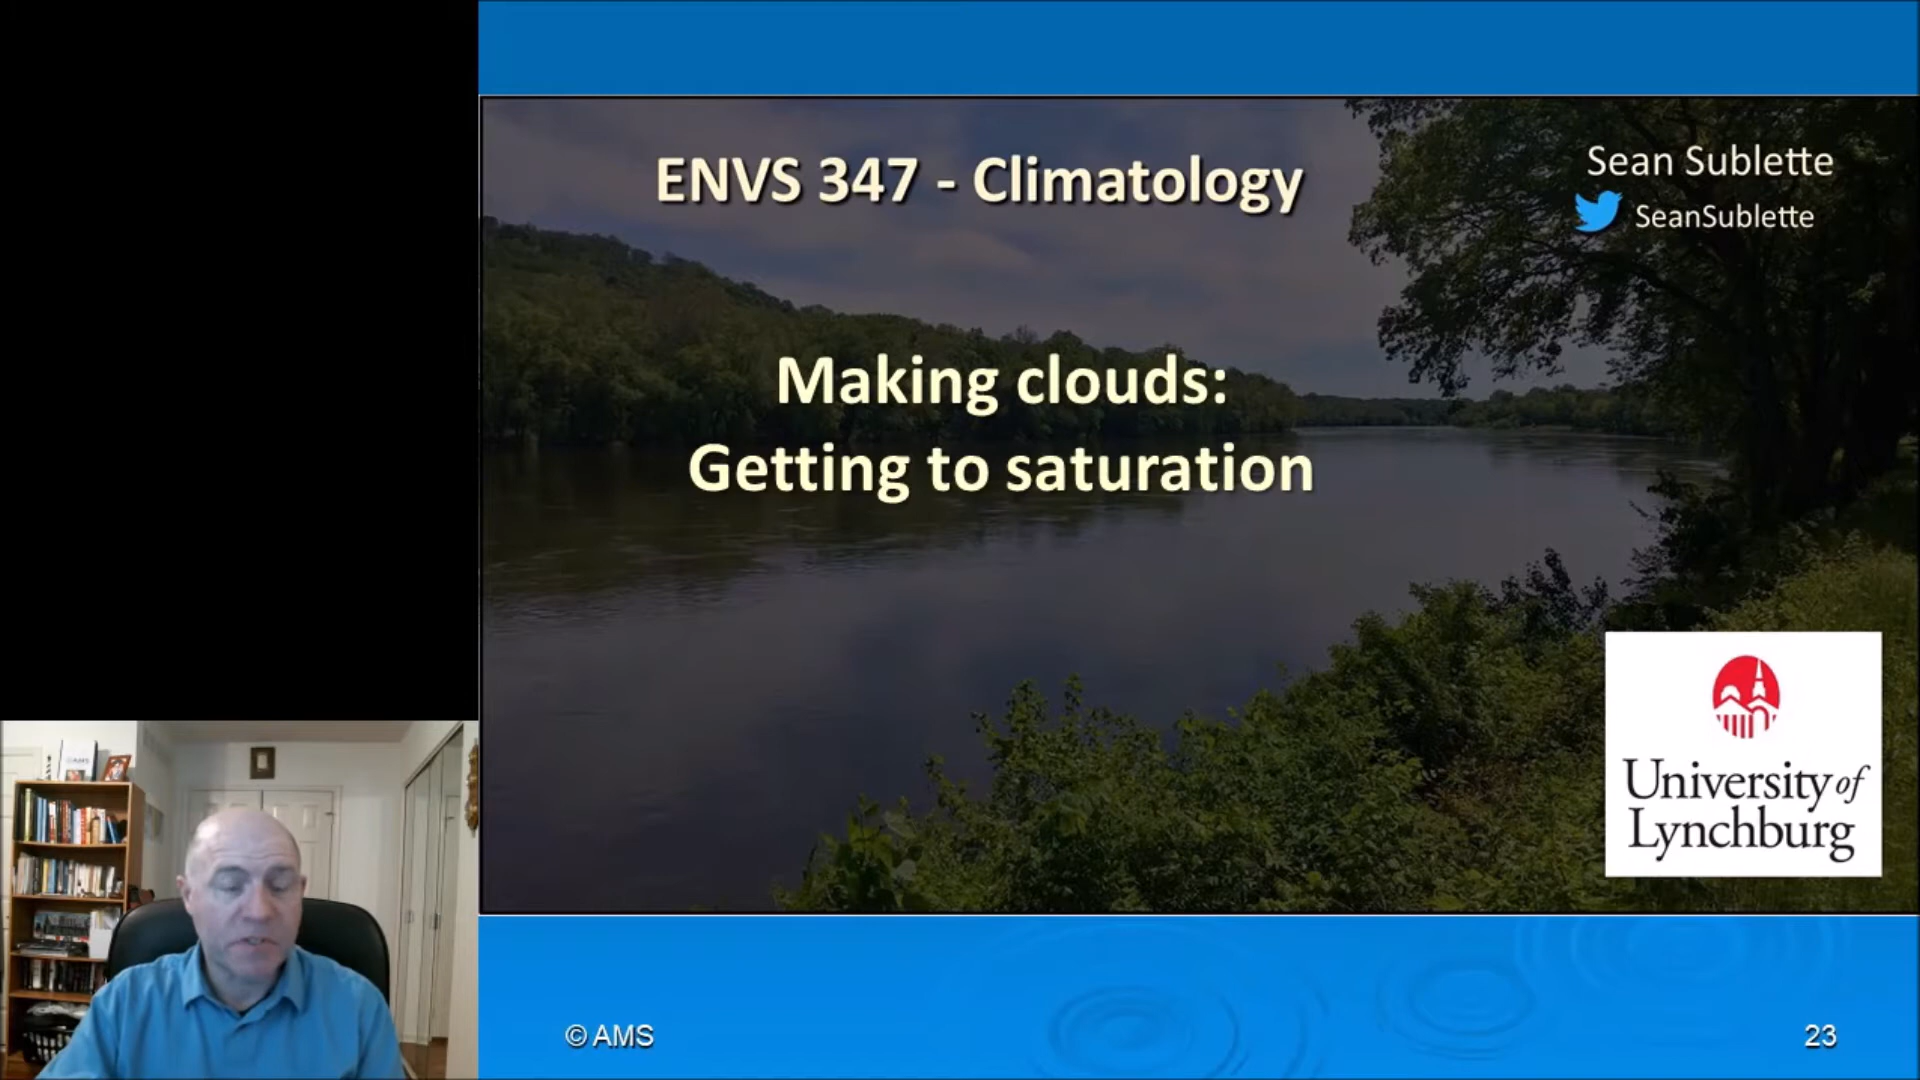 ENVS 347 - Climatology
Sean Sublette
SeanSublette
Making clouds:
Getting to saturation
University of
Lynchburg
© AMS
23